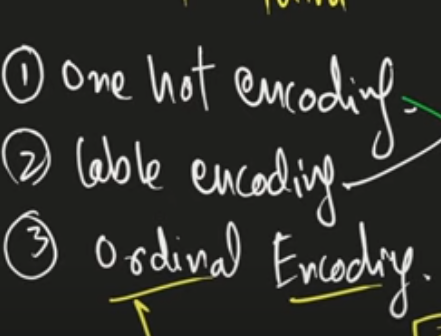 ① One hot encoding.
② Lable encoding
③ Ordinal Encoding.